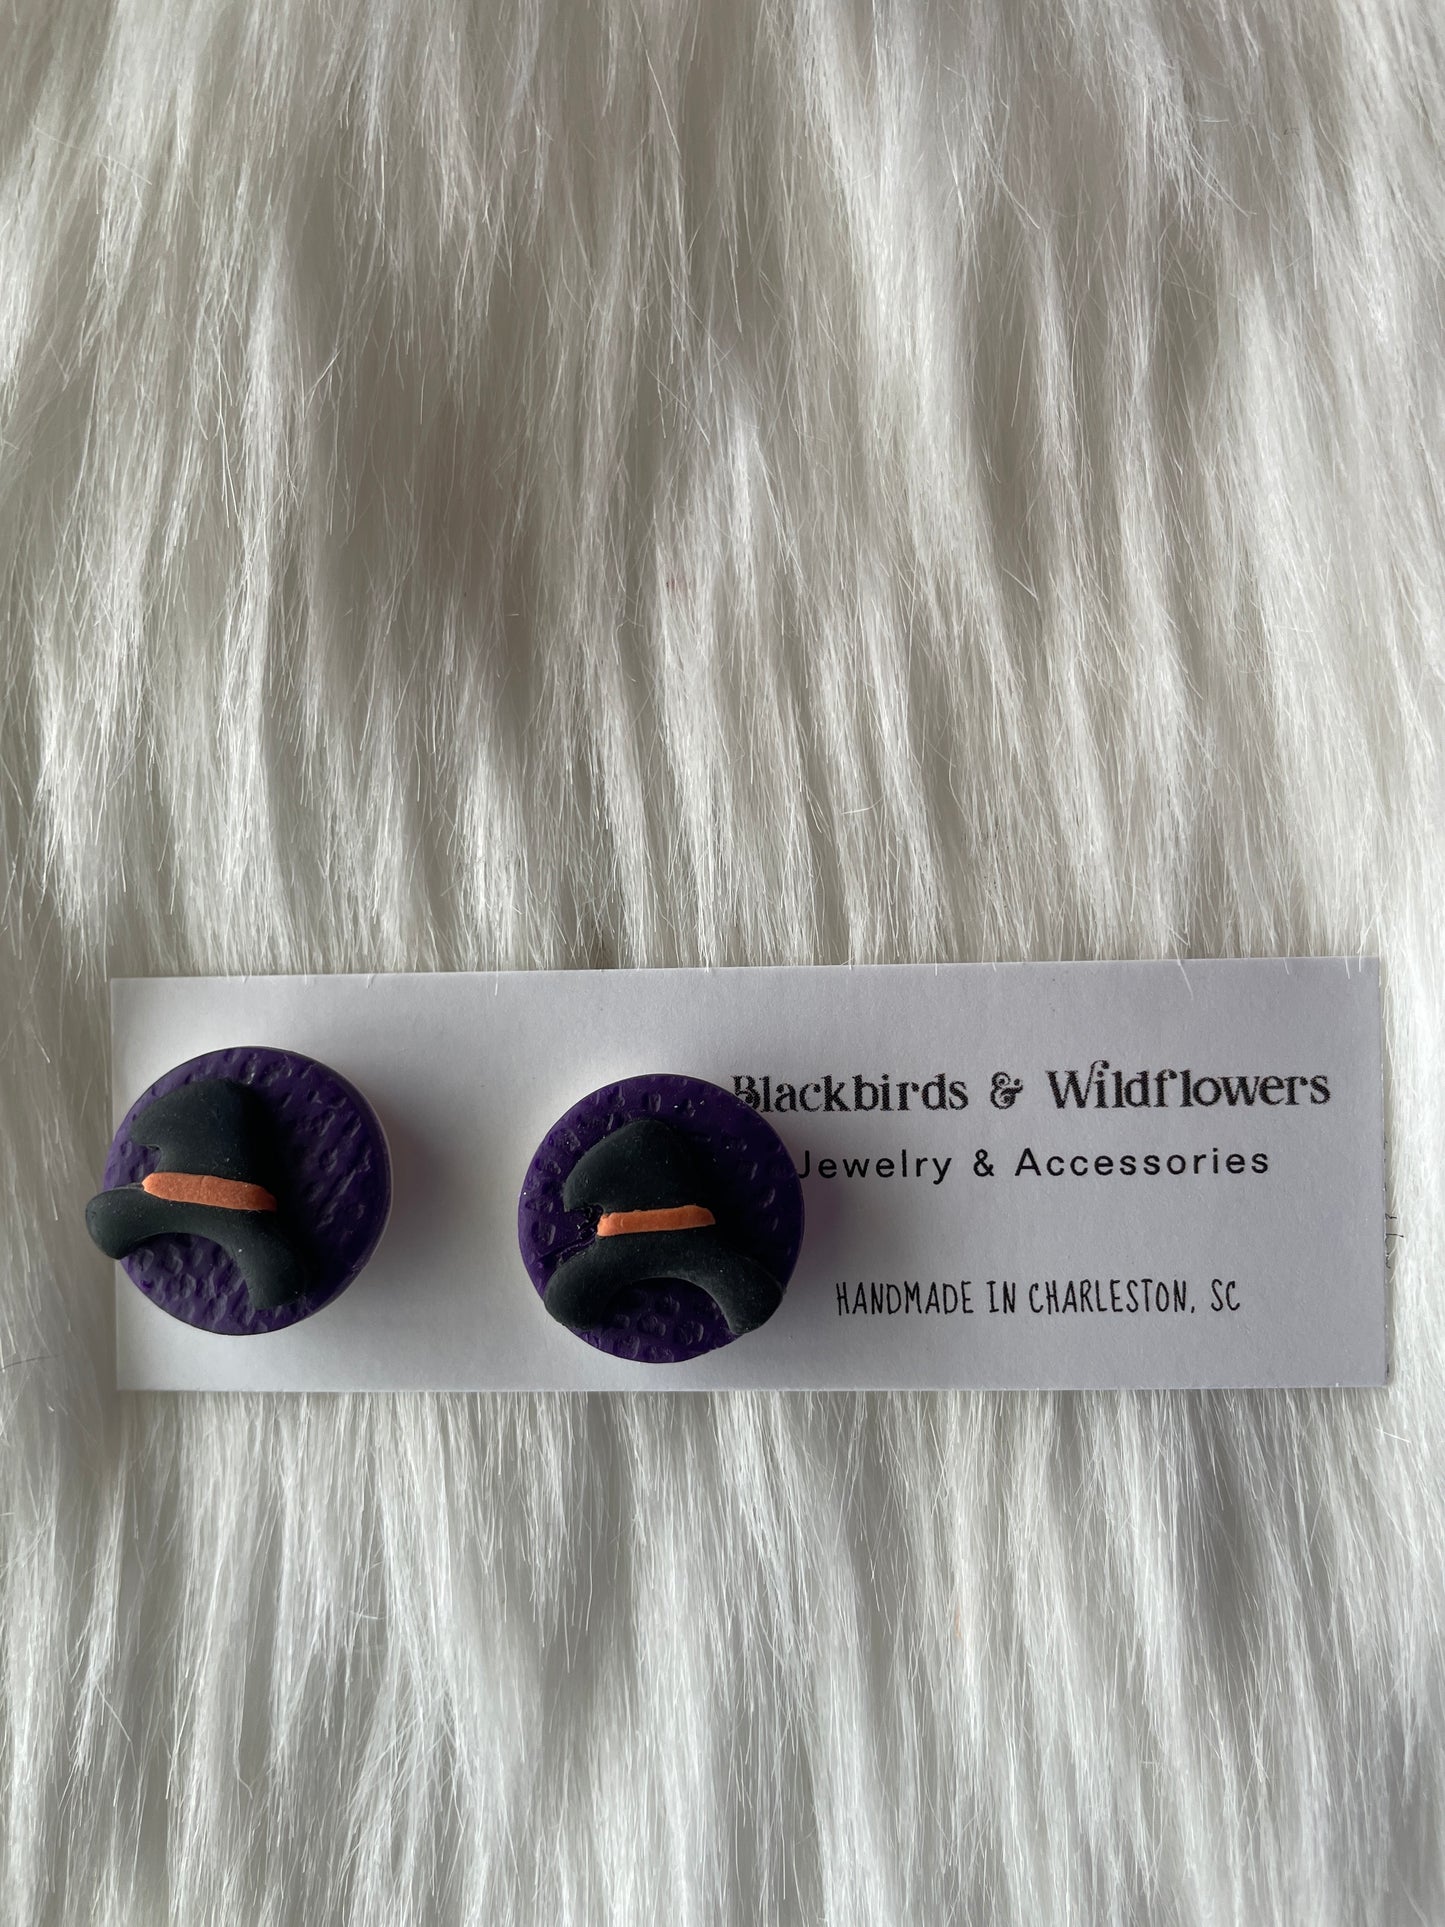 Blackbirds & Wildflowers
Jewelry & Accessories
HANDMADE IN CHARLESTON, SC